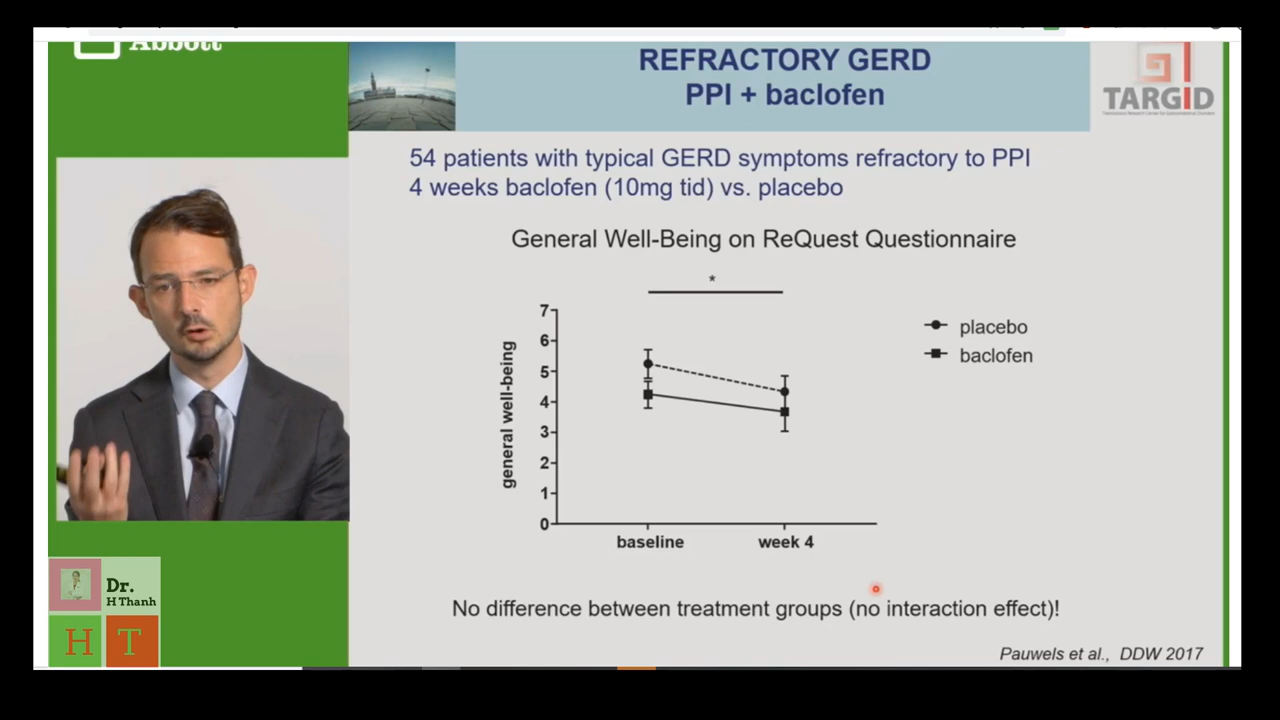 Abbott
REFRACTORY GERD
PPI + baclofen
TARGID
54 patients with typical GERD symptoms refractory to PPI
4 weeks baclofen (10mg tid) vs. placebo
General Well-Being on ReQuest Questionnaire
*
7
6
5
4
3
2
1
0
general well-being
baseline
week 4
placebo
baclofen
No difference between treatment groups (no interaction effect)!
Pauwels et al., DDW 2017
Dr.
H Thanh
H T